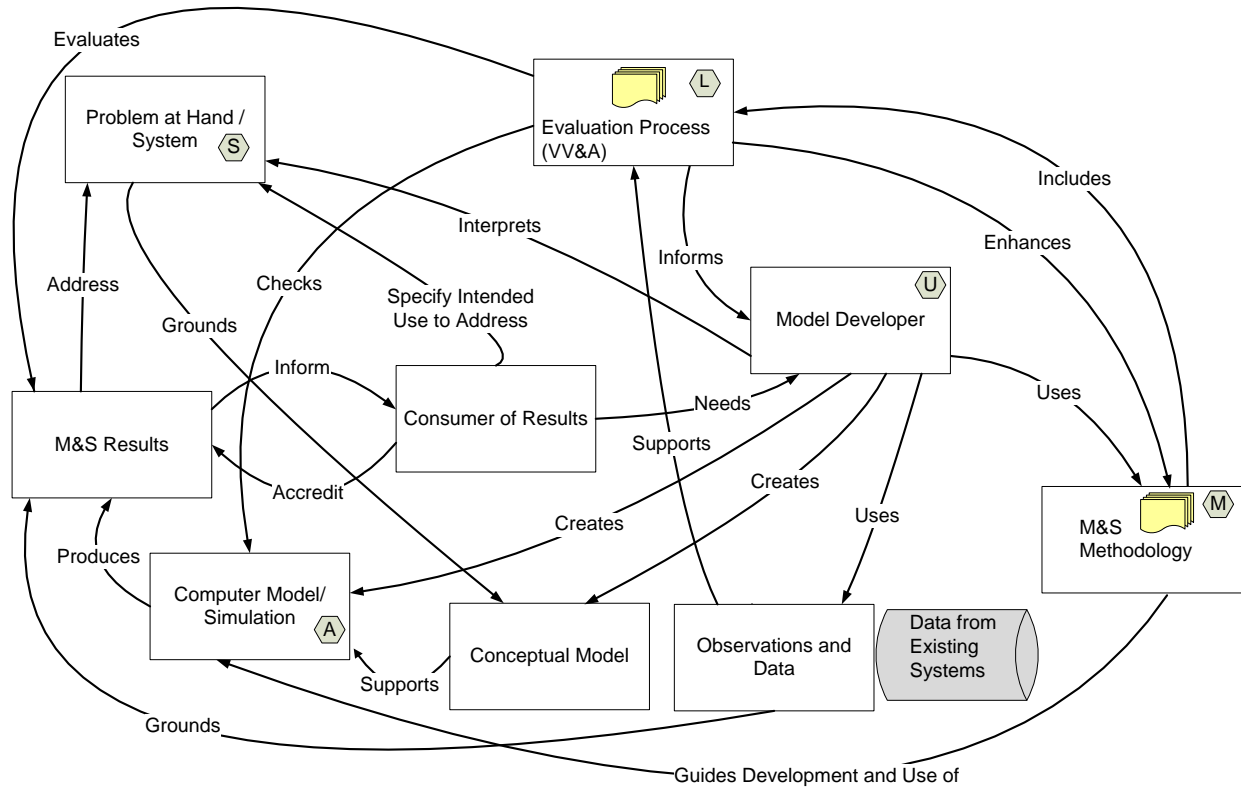 Evaluates
Problem at Hand /
System
S
L
Evaluation Process
(VV&A)
Includes
Interprets
Enhances
Informs
Address
Checks
Grounds
Specify Intended
Use to Address
U
Model Developer
Inform
Consumer of Results
Needs
Uses
M&S Results
Supports
Accredit
Creates
Creates
Uses
M
M&S
Methodology
Produces
Computer Model/
Simulation
A
Supports
Conceptual Model
Observations and
Data
Data from
Existing
Systems
Grounds
Guides Development and Use of